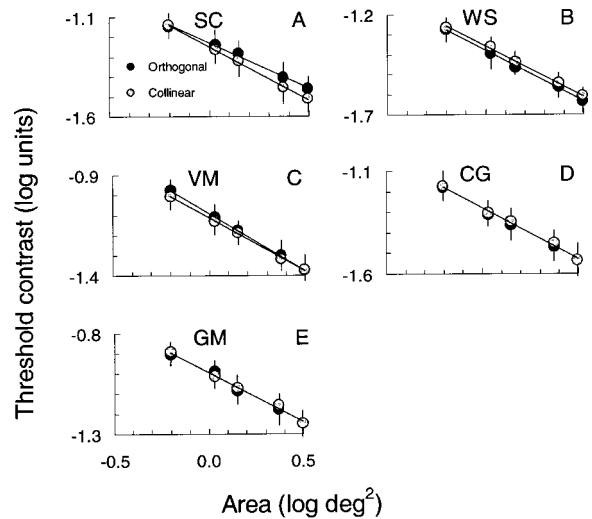 SC A
-1.1
Orthogonal
Collinear
-1.6
WS B
-1.2
-1.7
VM C
-0.9
-1.4
CG D
-1.1
-1.6
GM E
-0.8
-1.3
-0.5 0.0 0.5
Threshold contrast (log units)
Area (log deg²)